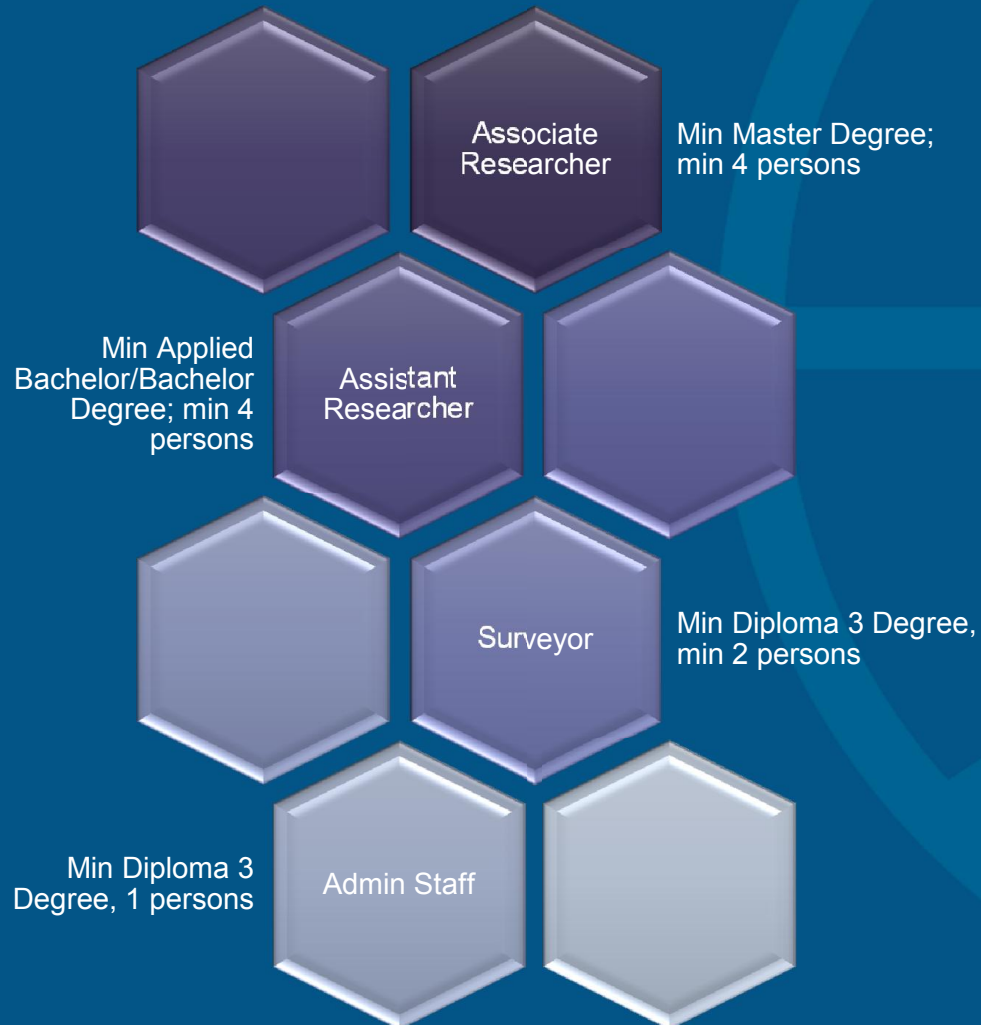 Associate
Researcher
Min Master Degree;
min 4 persons
Min Applied
Bachelor/Bachelor
Degree; min 4
persons
Assistant
Researcher
Surveyor
Min Diploma 3 Degree,
min 2 persons
Min Diploma 3
Degree, 1 persons
Admin Staff